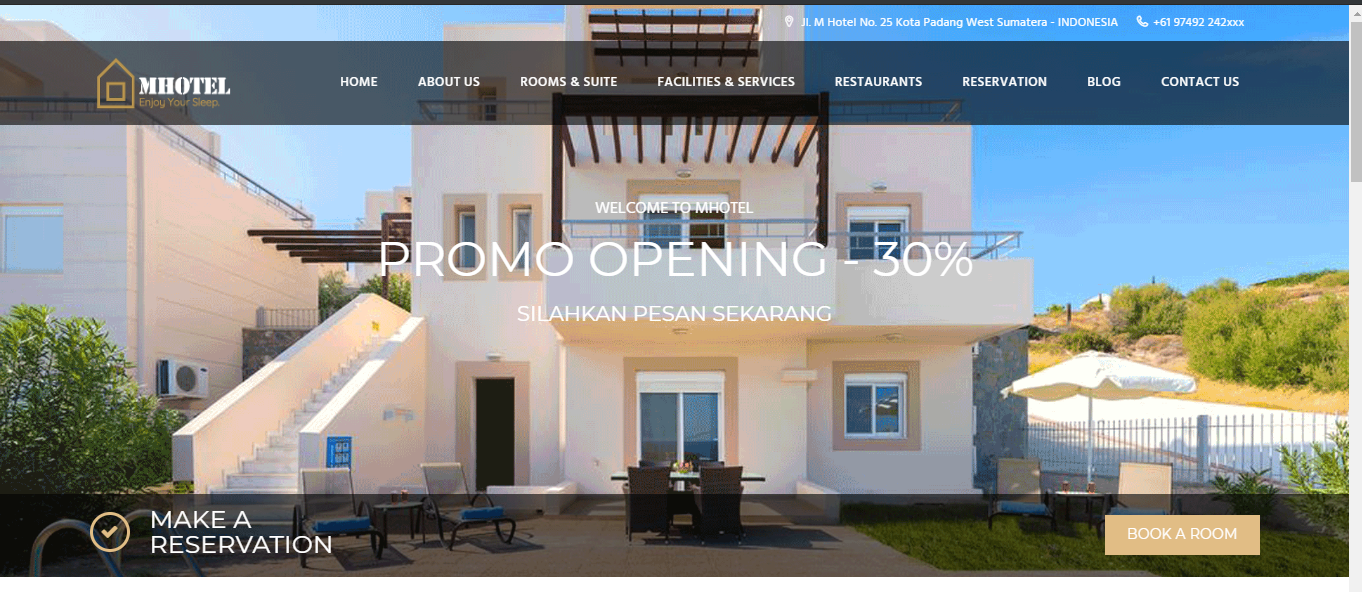 Jl. M Hotel No. 25 Kota Padang West Sumatera - INDONESIA +61 97492 242xxx
MHOTEL
Enjoy Your Sleep.
HOME ABOUT US ROOMS & SUITE FACILITIES & SERVICES RESTAURANTS RESERVATION BLOG CONTACT US
WELCOME TO MHOTEL
PROMO OPENING - 30%
SILAHKAN PESAN SEKARANG
MAKE A
RESERVATION
BOOK A ROOM